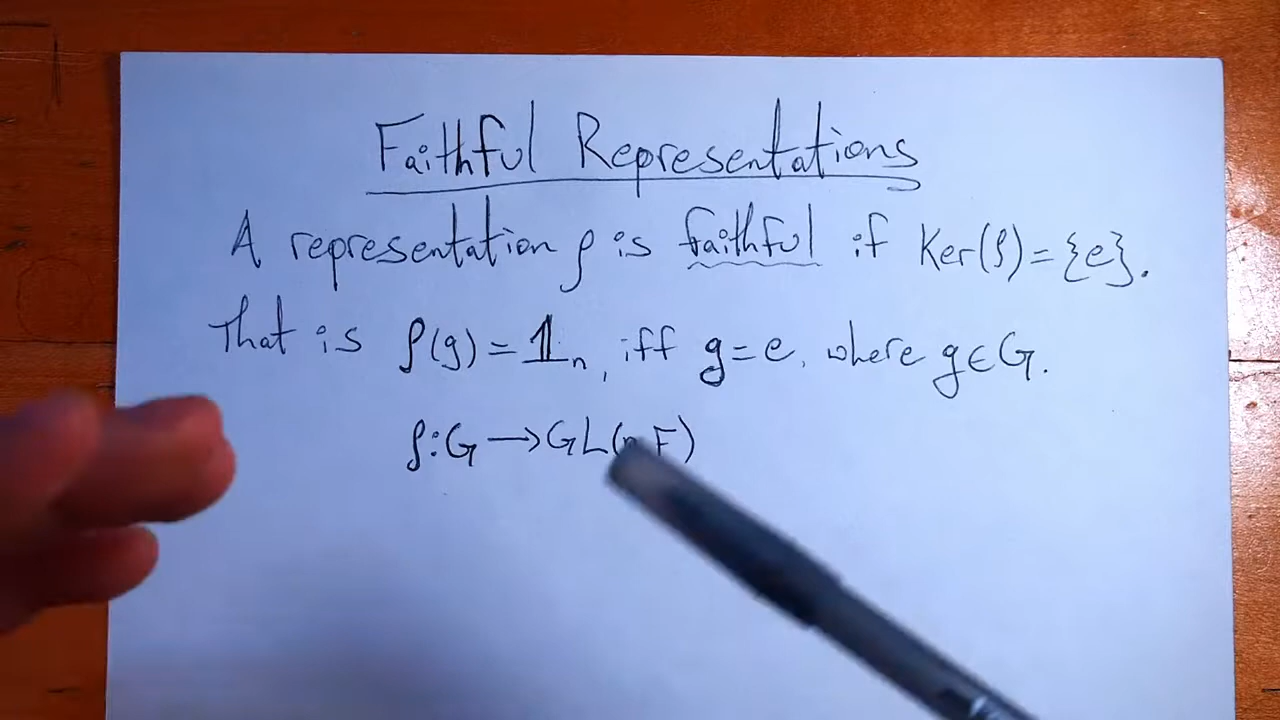 Faithful Representations
A representation ρ is faithful if Ker(ρ)={e}.
That is ρ(g)=𝟙ₙ, iff g=e, where g∈G.
ρ:G→GL(n,F)